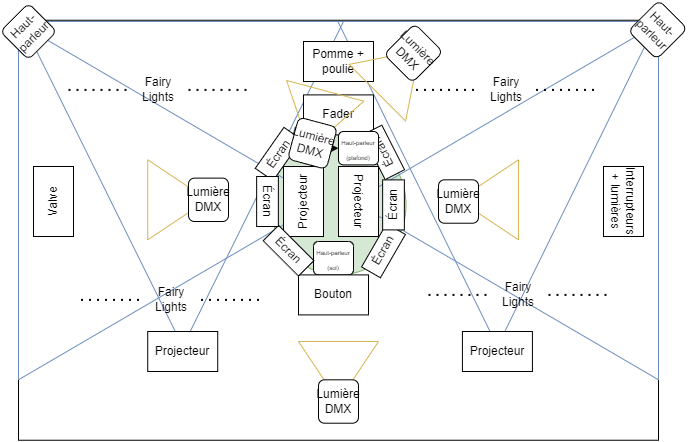 Haut-
parleur
Haut-
parleur
Pomme +
poulie
Lumière
DMX
Fairy
Lights
Fairy
Lights
Fader
Lumière
DMX
Haut-parleur
(plafond)
Écran
Écran
Valve
Lumière
DMX
Écran
Projecteur
Projecteur
Écran
Lumière
DMX
Interrupteurs
+ lumières
Écran
Haut-parleur
(sol)
Écran
Bouton
Fairy
Lights
Fairy
Lights
Projecteur
Projecteur
Lumière
DMX